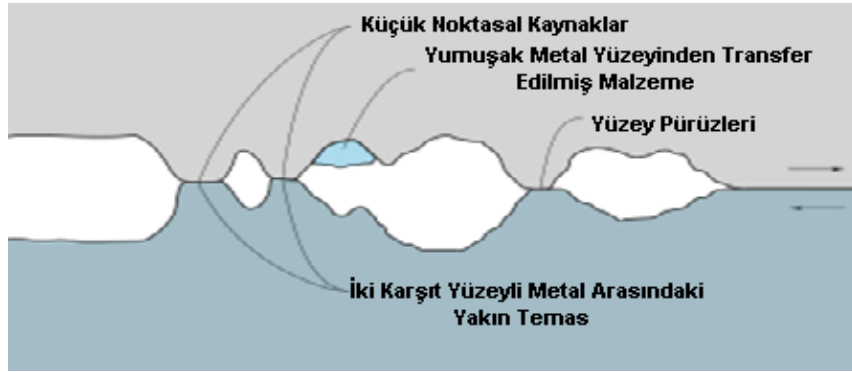 Küçük Noktasal Kaynaklar
Yumuşak Metal Yüzeyinden Transfer
Edilmiş Malzeme
Yüzey Pürüzleri
İki Karşıt Yüzeyli Metal Arasındaki
Yakın Temas